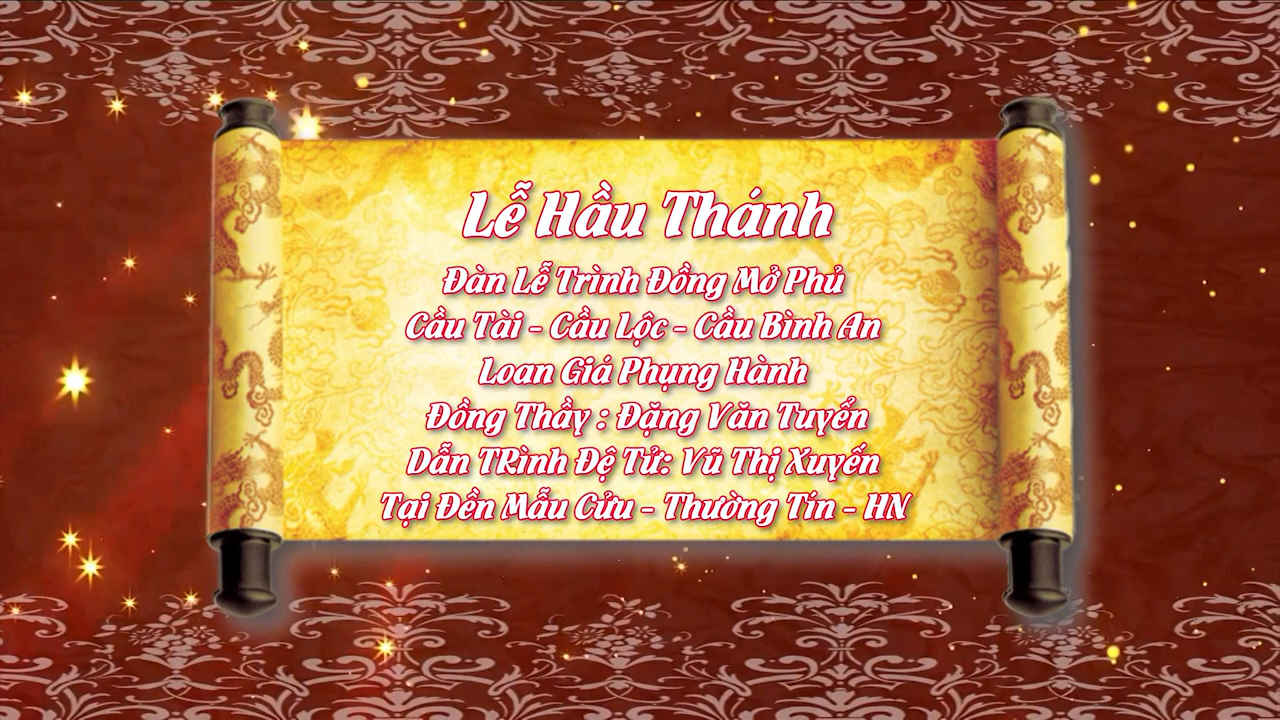 Lễ Hầu Thánh
Đàn Lễ Trình Đồng Mở Phủ
Cầu Tài - Cầu Lộc - Cầu Bình An
Loan Giá Phụng Hành
Đồng Thầy : Đặng Văn Tuyển
Dẫn TRình Đệ Tử: Vũ Thị Xuyến
Tại Đền Mẫu Cửu - Thường Tín - HN